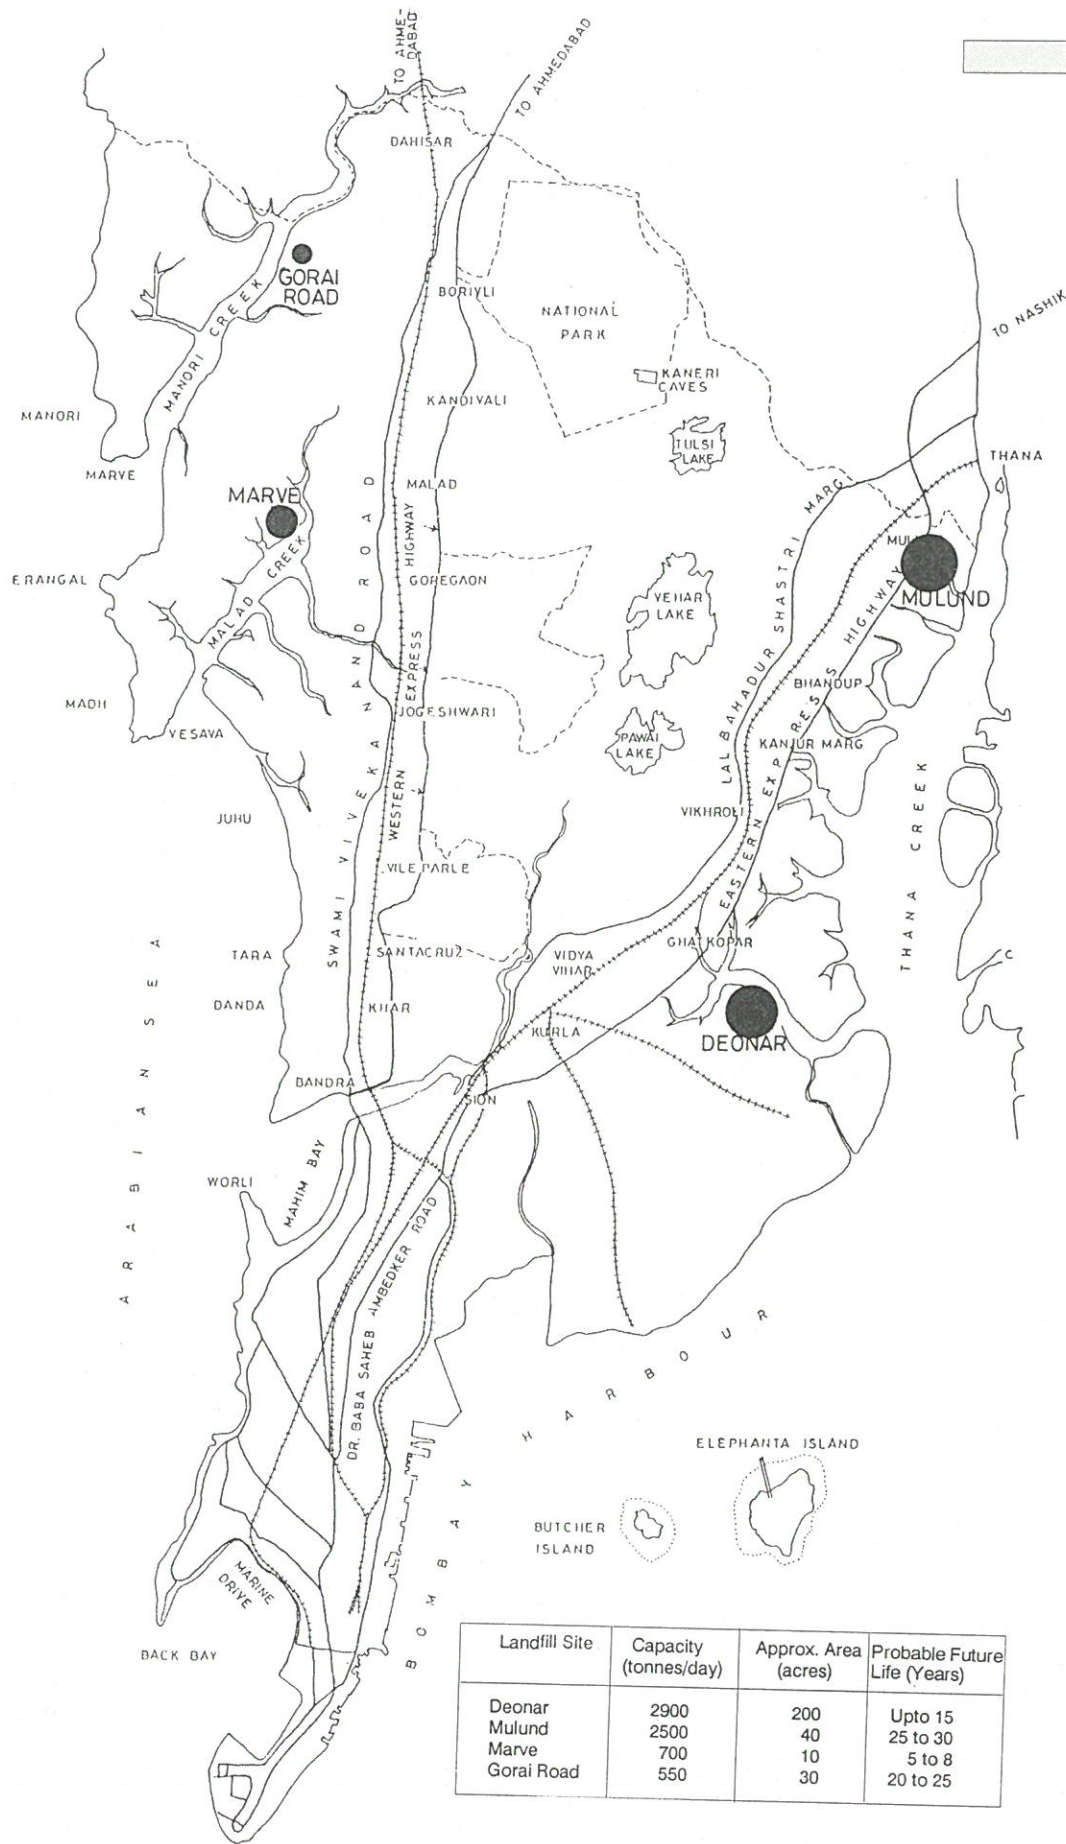 TO AHME-
DABAD
TO AHMEDABAD
DAHISAR
GORAI
ROAD
BORIVLI
NATIONAL
PARK
TO NASHIK
MANORI CREEK
KANERI
CAVES
KANDIVALI
MANORI
TULSI
LAKE
MARVE
THANA
MALAD
MARVE
MULUND
ERANGAL
MALAD CREEK
GOREGAON
VEHAR
LAKE
LAL BAHADUR SHASTRI MARG
EASTERN EXPRESS HIGHWAY
BHANDUP
MADH
VESAVA
JOGESHWARI
PAWAI
LAKE
KANJUR MARG
SWAMI VIVEKANAND ROAD
WESTERN EXPRESS HIGHWAY
JUHU
VIKHROLI
THANA CREEK
VILE PARLE
GHATKOPAR
TARA
SANTACRUZ
VIDYA
VIHAR
C
DANDA
KHAR
KURLA
DEONAR
BANDRA
SION
ARABIAN SEA
WORLI
MAHIM BAY
DR. BABA SAHEB AMBEDKER ROAD
BOMBAY HARBOUR
ELEPHANTA ISLAND
BUTCHER
ISLAND
MARINE
DRIVE
BACK BAY
Landfill Site Capacity (tonnes/day) Approx. Area (acres) Probable Future Life (Years)
Deonar 2900 200 Upto 15
Mulund 2500 40 25 to 30
Marve 700 10 5 to 8
Gorai Road 550 30 20 to 25